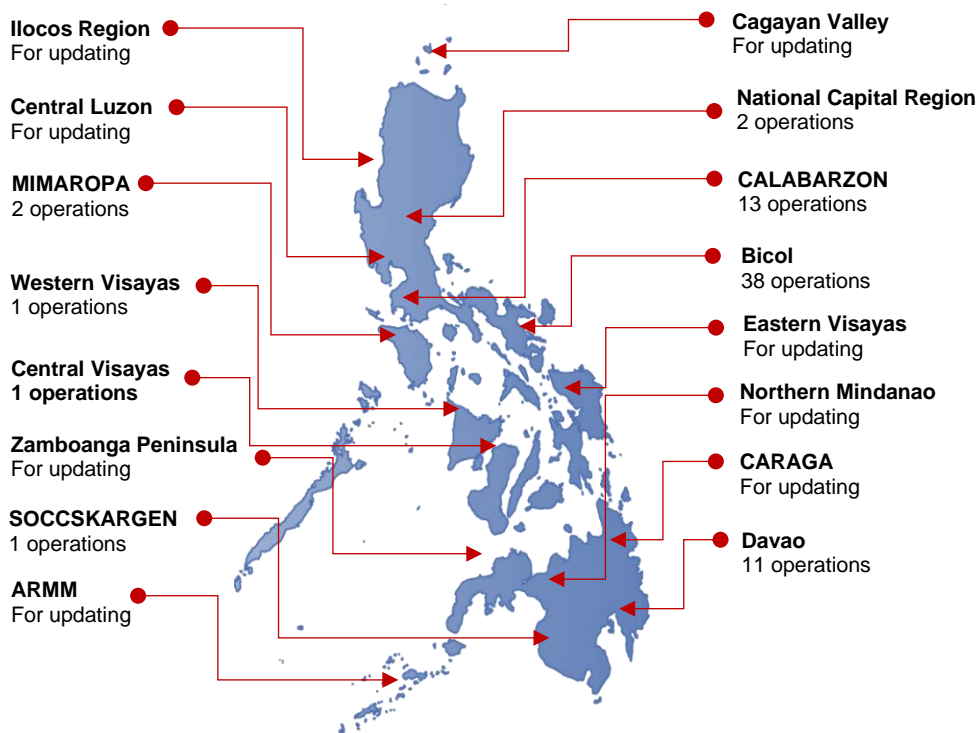 Ilocos Region
For updating
Central Luzon
For updating
MIMAROPA
2 operations
Western Visayas
1 operations
Central Visayas
1 operations
Zamboanga Peninsula
For updating
SOCCSKARGEN
1 operations
ARMM
For updating
Cagayan Valley
For updating
National Capital Region
2 operations
CALABARZON
13 operations
Bicol
38 operations
Eastern Visayas
For updating
Northern Mindanao
For updating
CARAGA
For updating
Davao
11 operations